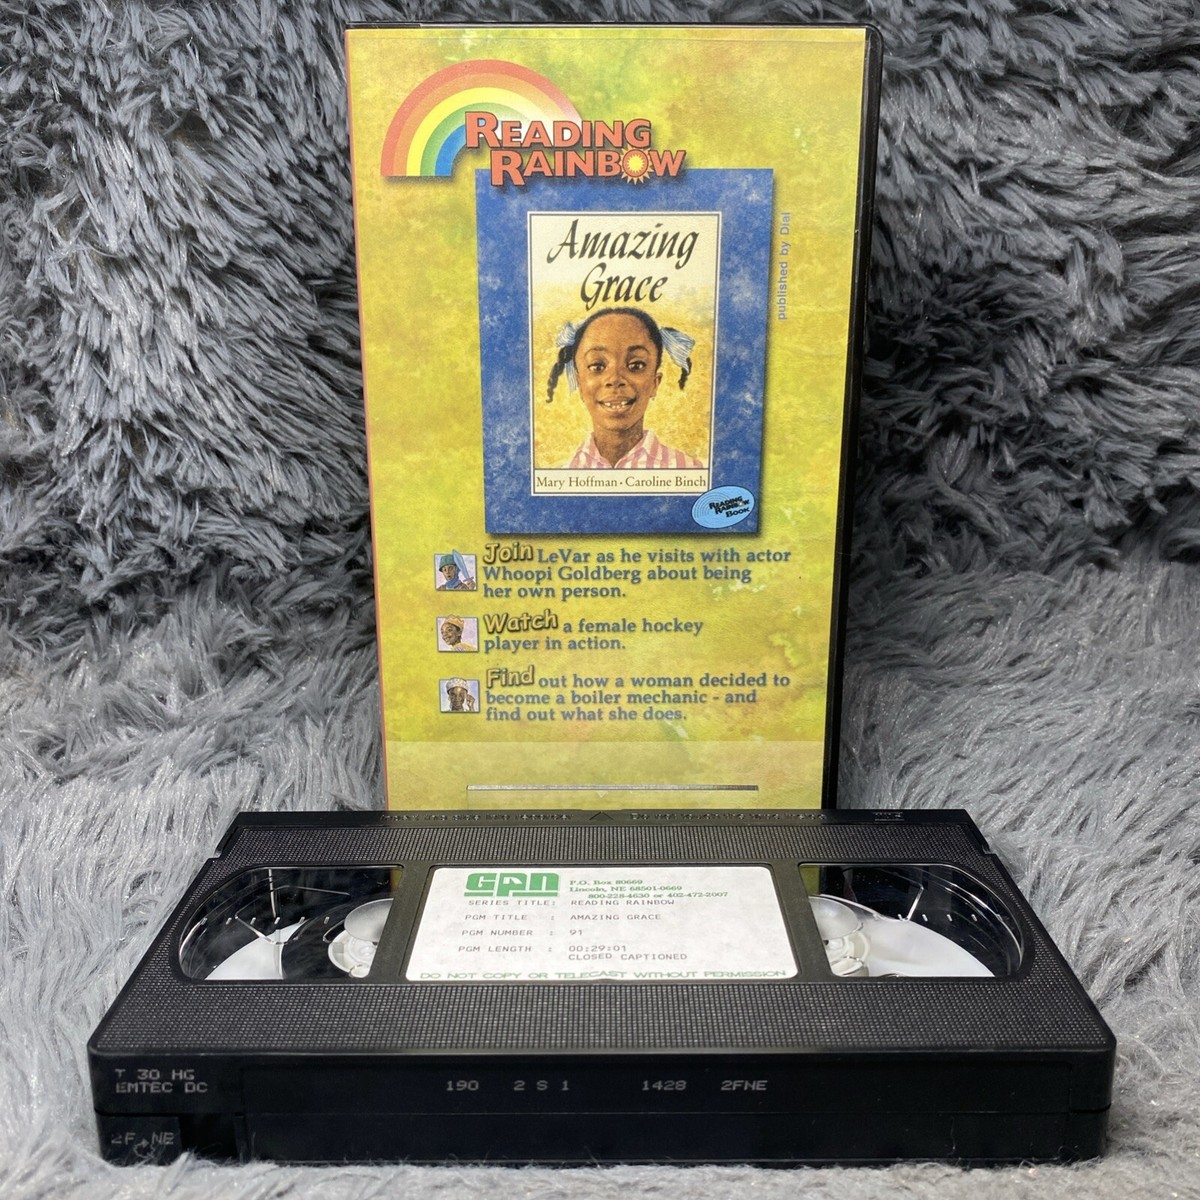 READING
RAINBOW
Amazing
Grace
Mary Hoffman · Caroline Binch
READING
RAINBOW
BOOK
published by Dial
Join LeVar as he visits with actor
Whoopi Goldberg about being
her own person.
Watch a female hockey
player in action.
Find out how a woman decided to
become a boiler mechanic - and
find out what she does.
GPN
P.O. Box 80669
Lincoln, NE 68501-0669
800-228-4630 or 402-472-2007
SERIES TITLE: READING RAINBOW
PGM TITLE : AMAZING GRACE
PGM NUMBER : 91
PGM LENGTH : 00:29:01
CLOSED CAPTIONED
DO NOT COPY OR TELECAST WITHOUT PERMISSION
T 30 HG
EMTEC DC
190 2 S 1 1428 2FNE